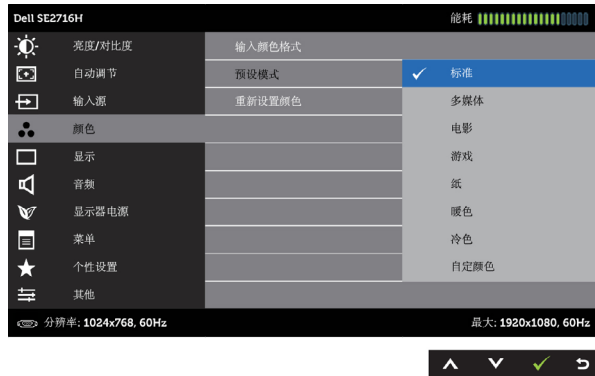 Dell SE2716H 能耗
亮度/对比度 输入颜色格式
自动调节 预设模式 标准
输入源 重新设置颜色 多媒体
颜色 电影
显示 游戏
音频 纸
显示器电源 暖色
菜单 冷色
个性设置 自定颜色
其他
分辨率: 1024x768, 60Hz 最大: 1920x1080, 60Hz